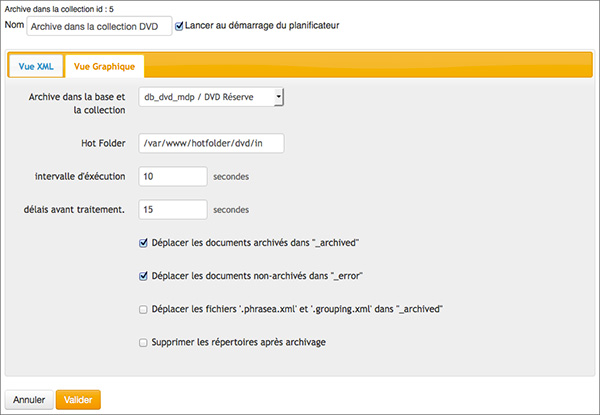 Archive dans la collection id : 5
Nom Archive dans la collection DVD Lancer au démarrage du planificateur
Vue XML Vue Graphique
Archive dans la base et
la collection
db_dvd_mdp / DVD Réserve
Hot Folder /var/www/hotfolder/dvd/in
intervalle d'éxécution 10 secondes
délais avant traitement. 15 secondes
Déplacer les documents archivés dans "_archived"
Déplacer les documents non-archivés dans "_error"
Déplacer les fichiers '.phrasea.xml' et '.grouping.xml' dans "_archived"
Supprimer les répertoires après archivage
Annuler Valider